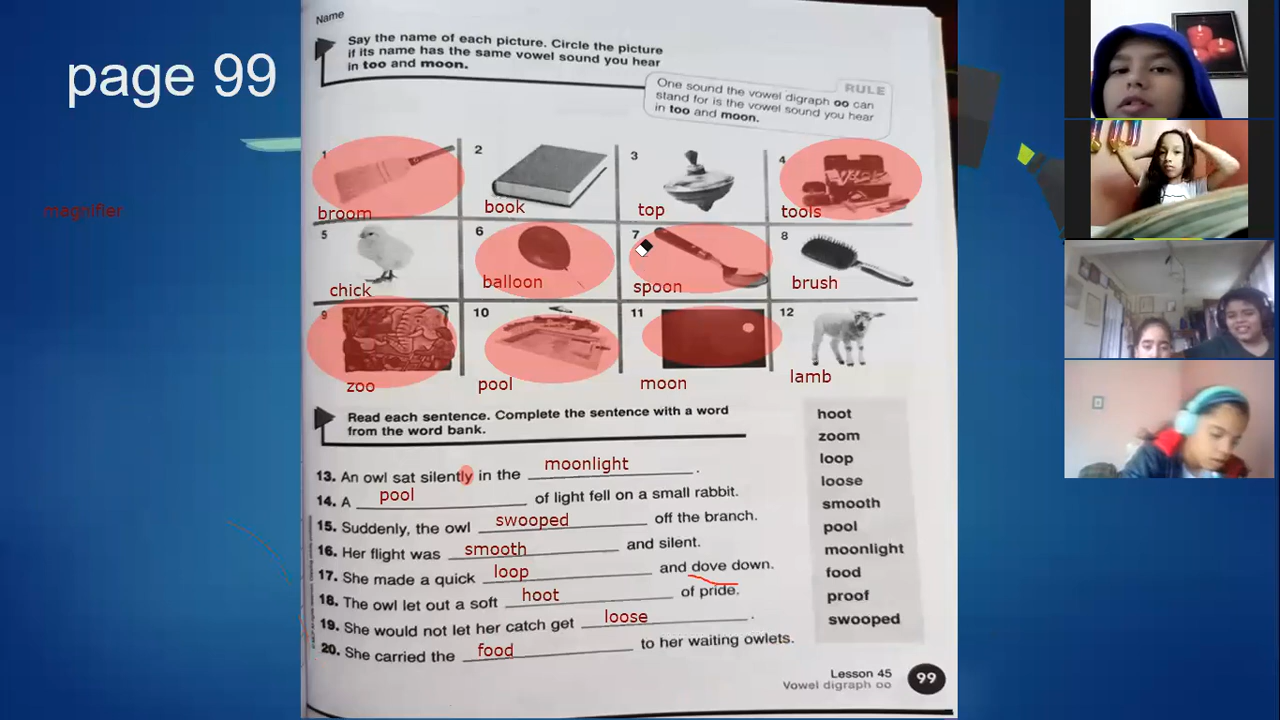 page 99
magnifier
Name
Say the name of each picture. Circle the picture
if its name has the same vowel sound you hear
in too and moon.
RULE
One sound the vowel digraph oo can
stand for is the vowel sound you hear
in too and moon.
1
broom
2
book
3
top
4
tools
5
chick
6
balloon
7
spoon
8
brush
9
zoo
10
pool
11
moon
12
lamb
Read each sentence. Complete the sentence with a word
from the word bank.
13. An owl sat silently in the moonlight.
14. A pool of light fell on a small rabbit.
15. Suddenly, the owl swooped off the branch.
16. Her flight was smooth and silent.
17. She made a quick loop and dove down.
18. The owl let out a soft hoot of pride.
19. She would not let her catch get loose.
20. She carried the food to her waiting owlets.
hoot
zoom
loop
loose
smooth
pool
moonlight
food
proof
swooped
Lesson 45
Vowel digraph oo
99